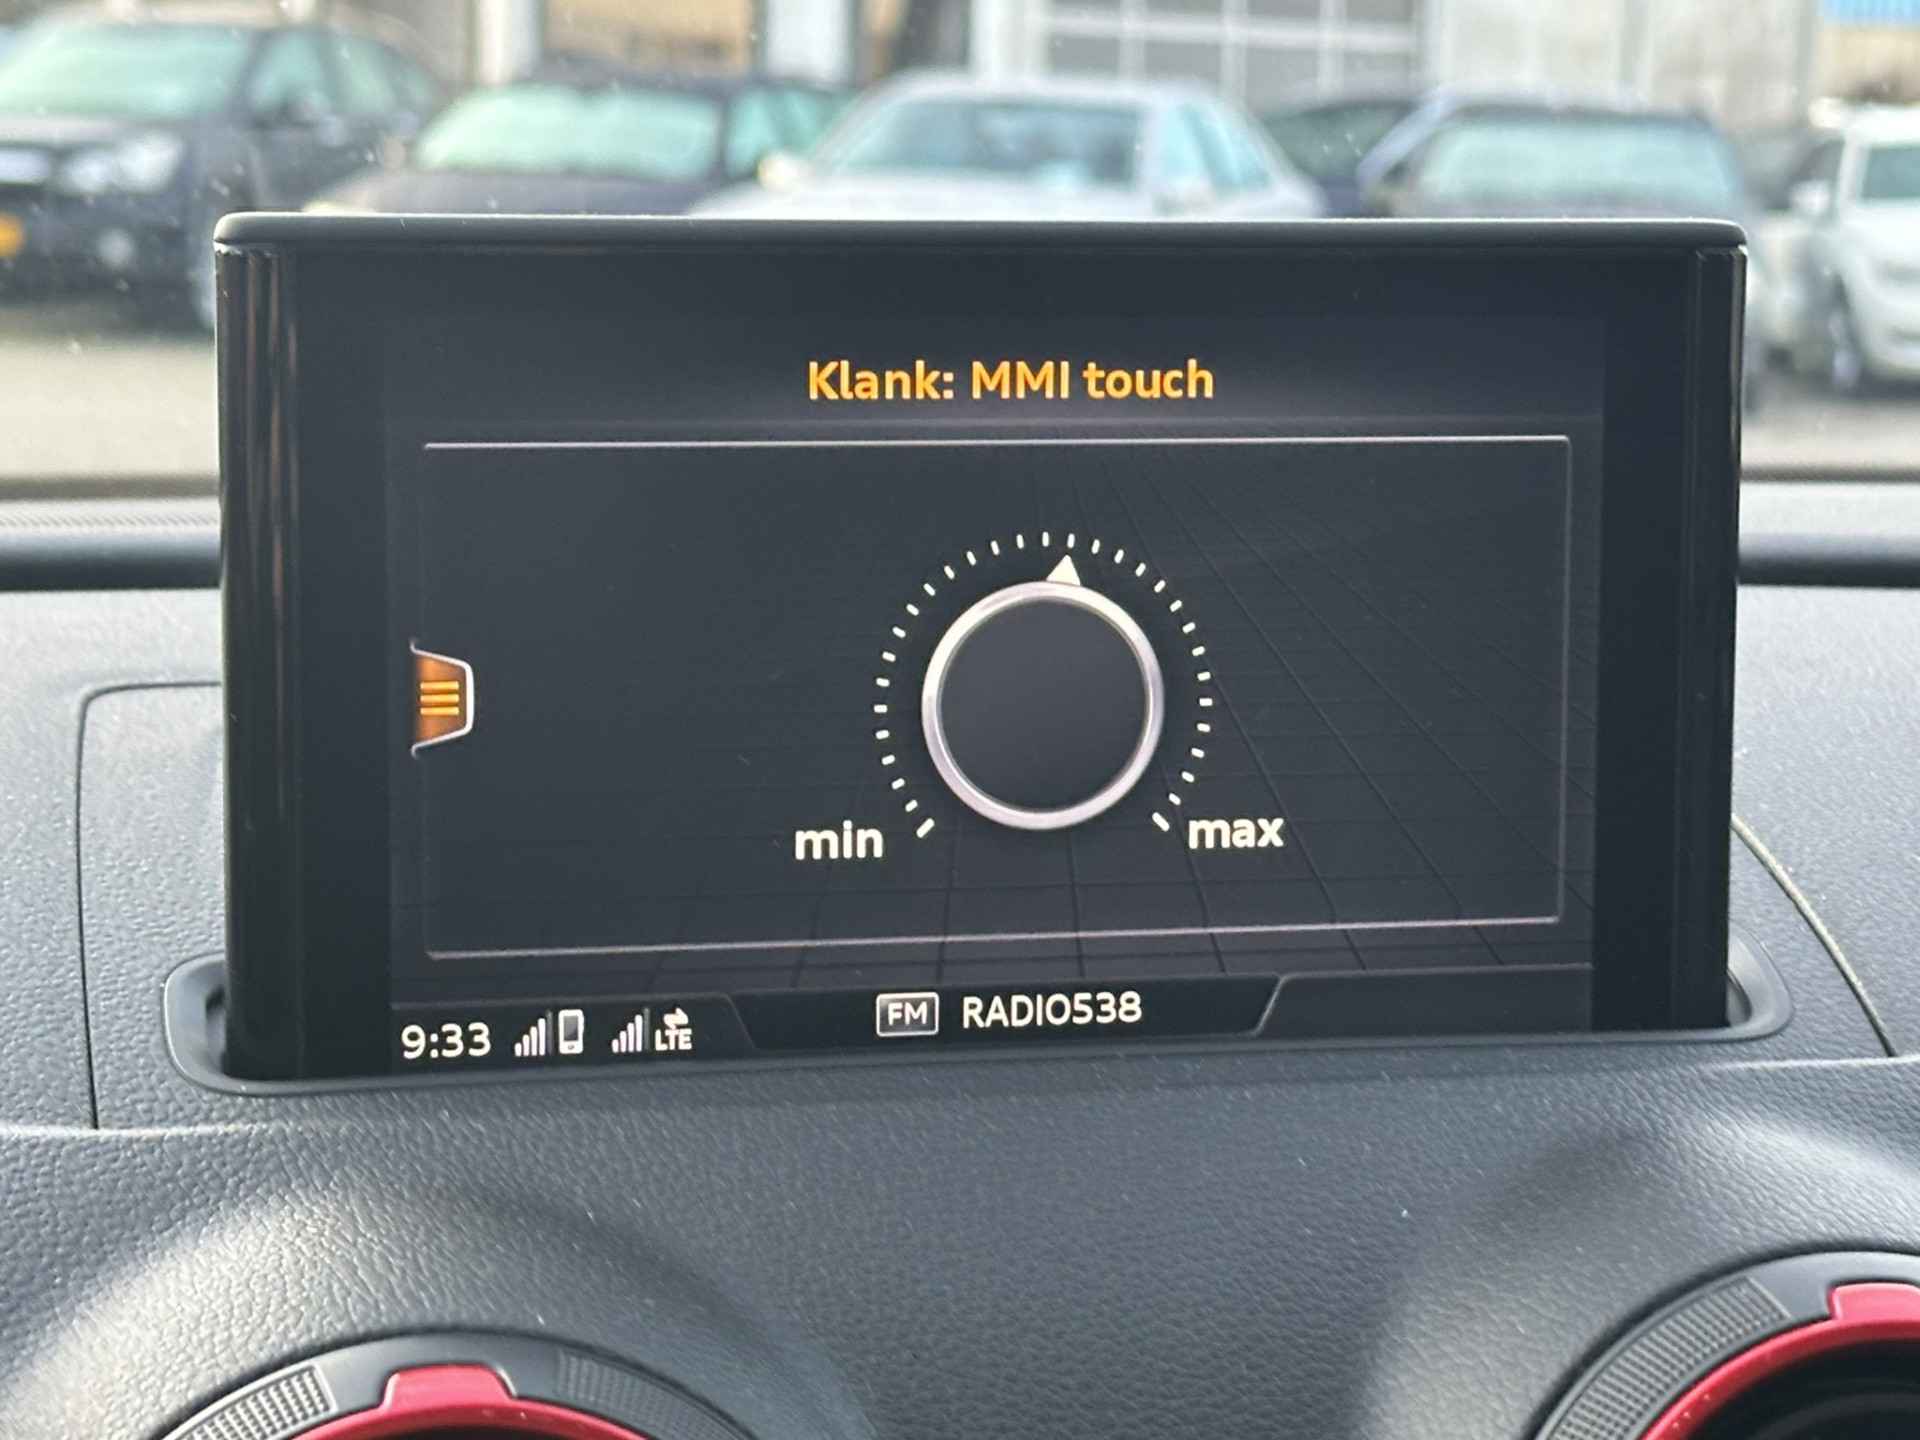 Klank: MMI touch
min
max
9:33
LTE
FM RADIO538